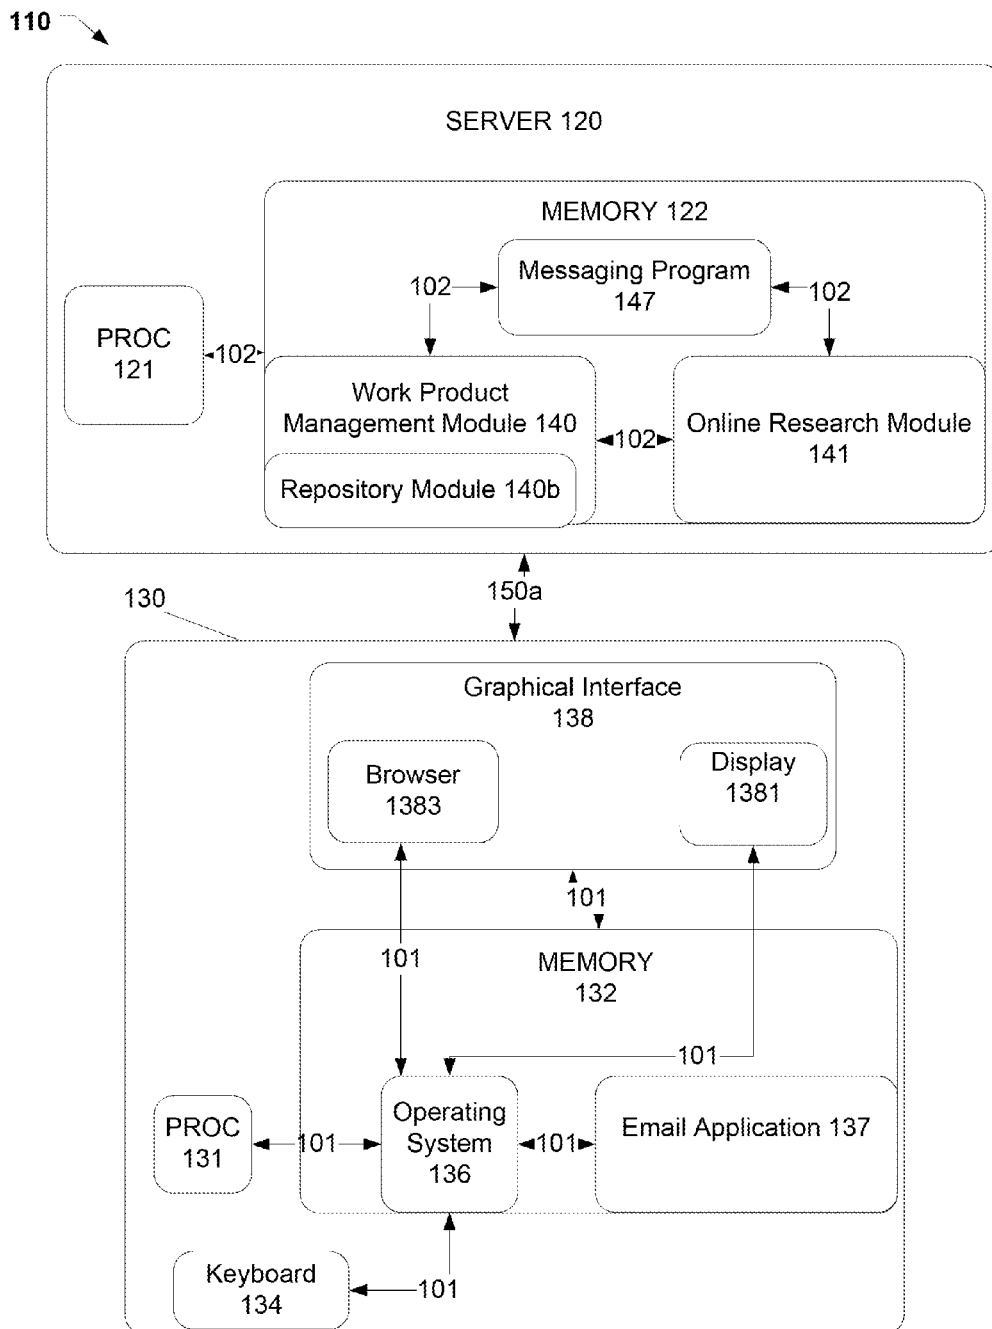 110
SERVER 120
MEMORY 122
Messaging Program
147
102
102
PROC
121
102
Work Product
Management Module 140
102
Online Research Module
141
Repository Module 140b
150a
130
Graphical Interface
138
Browser
1383
Display
1381
101
101
MEMORY
132
101
PROC
131
101
Operating
System
136
101
Email Application 137
Keyboard
134
101